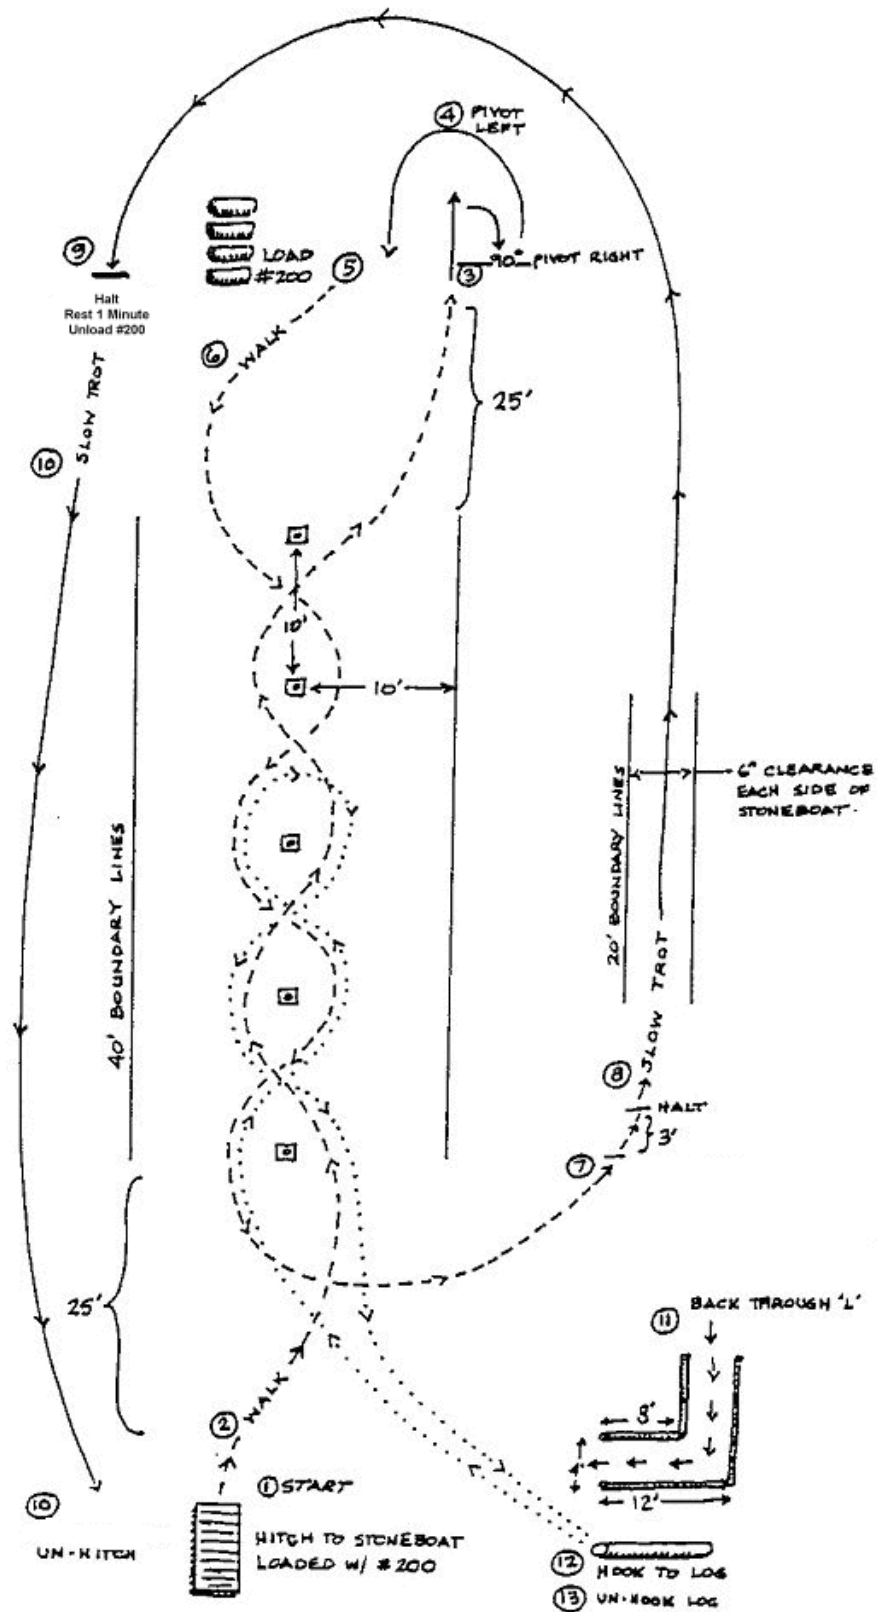 ④ PIVOT
LEFT
⑨
LOAD
#200
⑤
③
90° PIVOT RIGHT
Halt
Rest 1 Minute
Unload #200
⑥ WALK
25'
⑩ SLOW TROT
10'
10'
6" CLEARANCE
EACH SIDE OF
STONEBOAT.
20' BOUNDARY LINES
40' BOUNDARY LINES
⑧ SLOW TROT
HALT
3'
⑦
25'
⑪ BACK THROUGH 'L'
② WALK
8'
12'
① START
⑩
UN-HITCH
HITCH TO STONEBOAT
LOADED W/ #200
⑫ HOOK TO LOG
⑬ UN-HOOK LOG